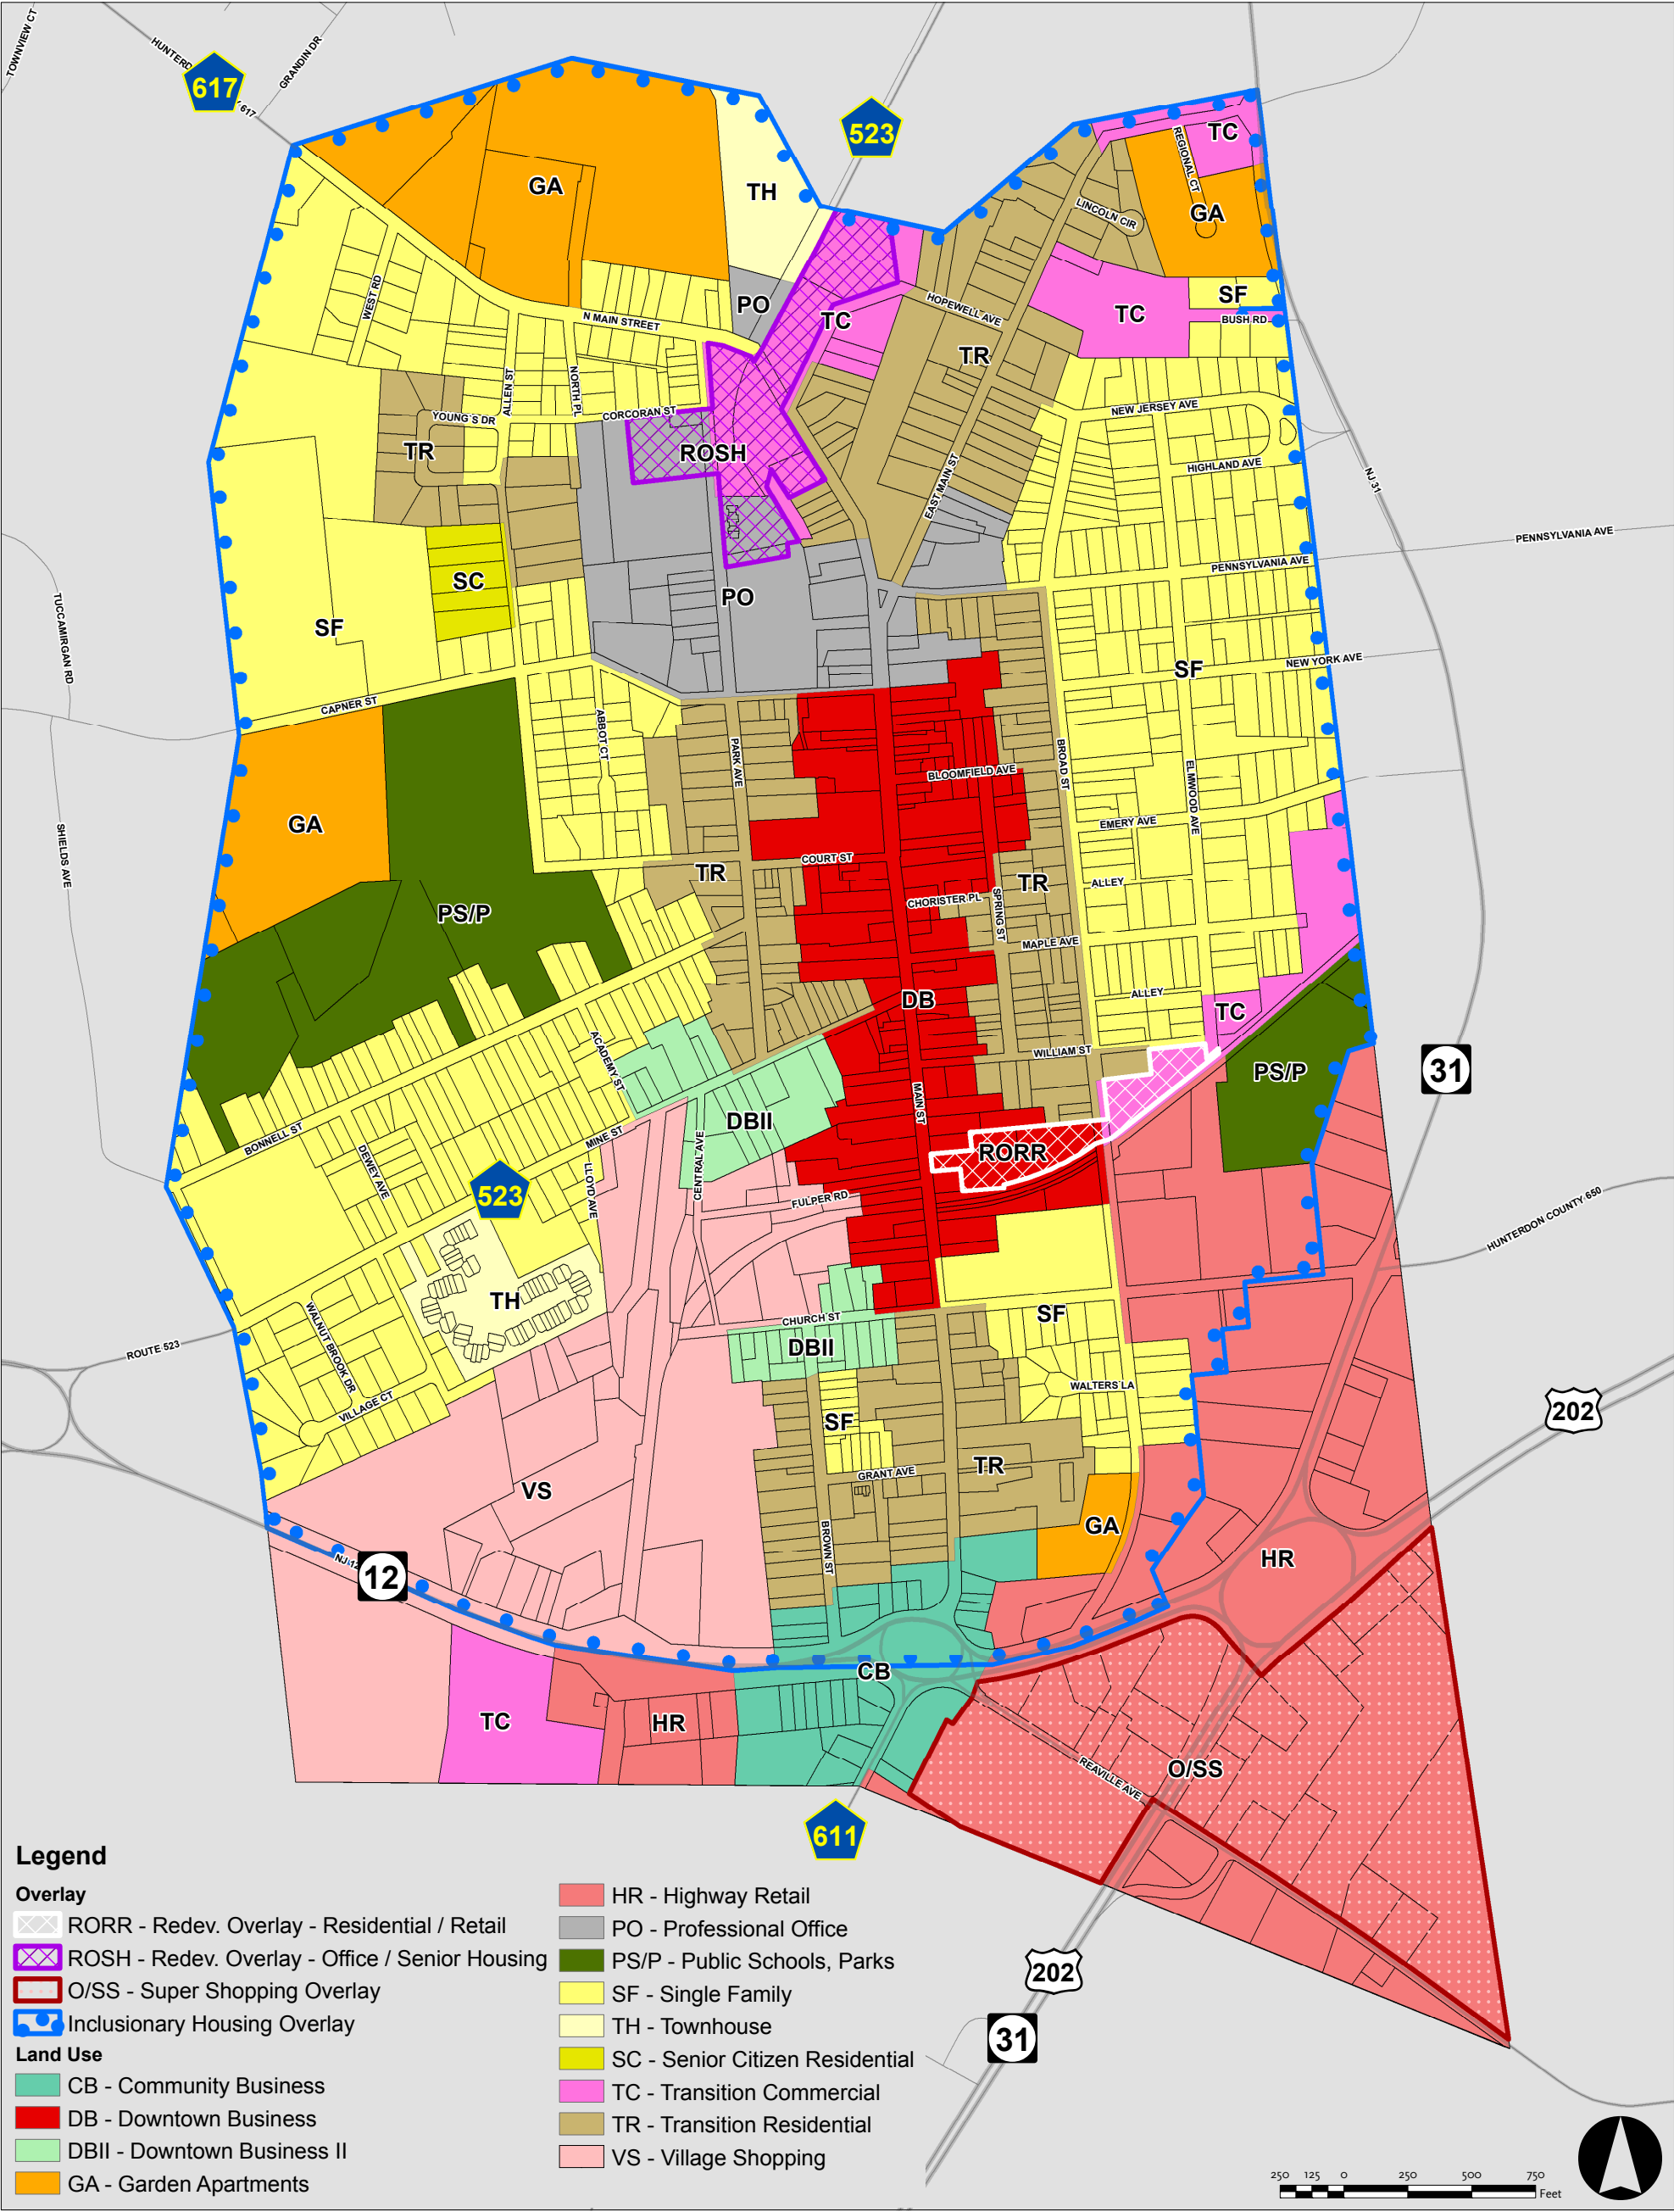 TOWNVIEW CT
HUNTERD
617
617
GRANDIN DR
523
TC
REGIONAL CT
GA
TH
GA
LINCOLN CIR
WEST RD
N MAIN STREET
PO
TC
HOPEWELL AVE
TC
SF
BUSH RD
TR
ALLEN ST
NORTH PL
YOUNG'S DR
CORCORAN ST
NEW JERSEY AVE
TR
ROSH
EAST MAIN ST
HIGHLAND AVE
NJ 31
PENNSYLVANIA AVE
PENNSYLVANIA AVE
SC
PO
TUCCAMIRGAN RD
SF
SF
NEW YORK AVE
CAPNER ST
ABBOT CT
PARK AVE
BLOOMFIELD AVE
BROAD ST
ELMWOOD AVE
GA
EMERY AVE
SHIELDS AVE
COURT ST
TR
TR
ALLEY
PS/P
CHORISTER PL
SPRING ST
MAPLE AVE
DB
ALLEY
TC
ACADEMY ST
WILLIAM ST
PS/P
31
MAIN ST
DBII
BONNELL ST
MINE ST
DEWEY AVE
CENTRAL AVE
RORR
523
LLOYD AVE
FULPER RD
HUNTERDON COUNTY 650
TH
WALNUT BROOK DR
CHURCH ST
SF
ROUTE 523
DBII
WALTERS LA
VILLAGE CT
SF
202
GRANT AVE
TR
VS
BROWN ST
GA
NJ 12
12
HR
CB
TC
HR
O/SS
REAVILLE AVE
611
202
31
Legend
Overlay
RORR - Redev. Overlay - Residential / Retail
ROSH - Redev. Overlay - Office / Senior Housing
O/SS - Super Shopping Overlay
Inclusionary Housing Overlay
Land Use
CB - Community Business
DB - Downtown Business
DBII - Downtown Business II
GA - Garden Apartments
HR - Highway Retail
PO - Professional Office
PS/P - Public Schools, Parks
SF - Single Family
TH - Townhouse
SC - Senior Citizen Residential
TC - Transition Commercial
TR - Transition Residential
VS - Village Shopping
250 125 0 250 500 750
Feet